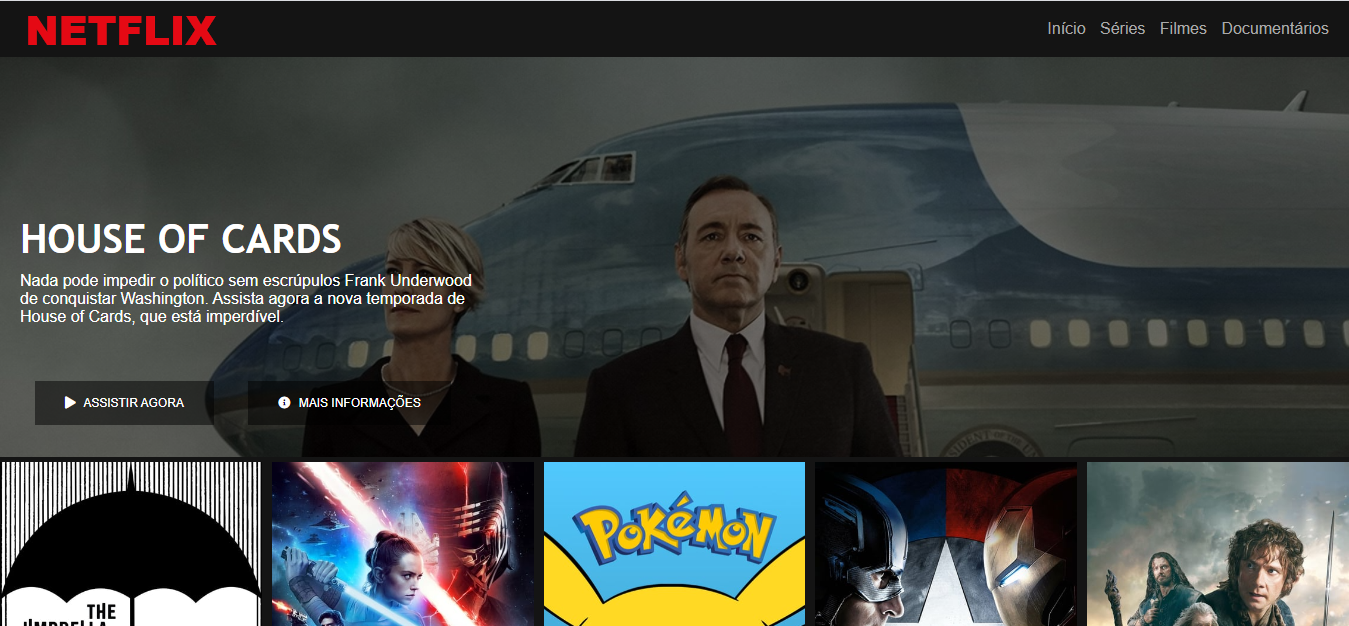 NETFLIX
Início Séries Filmes Documentários
HOUSE OF CARDS
Nada pode impedir o político sem escrúpulos Frank Underwood
de conquistar Washington. Assista agora a nova temporada de
House of Cards, que está imperdível.
ASSISTIR AGORA
MAIS INFORMAÇÕES
THE
POKéMON